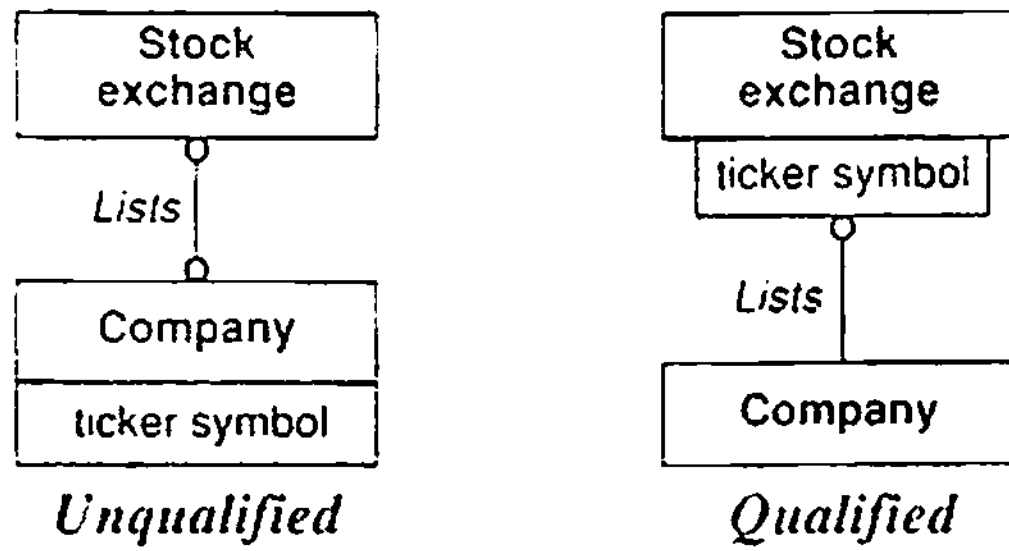 Stock
exchange
Lists
Company
ticker symbol
Unqualified
Stock
exchange
ticker symbol
Lists
Company
Qualified